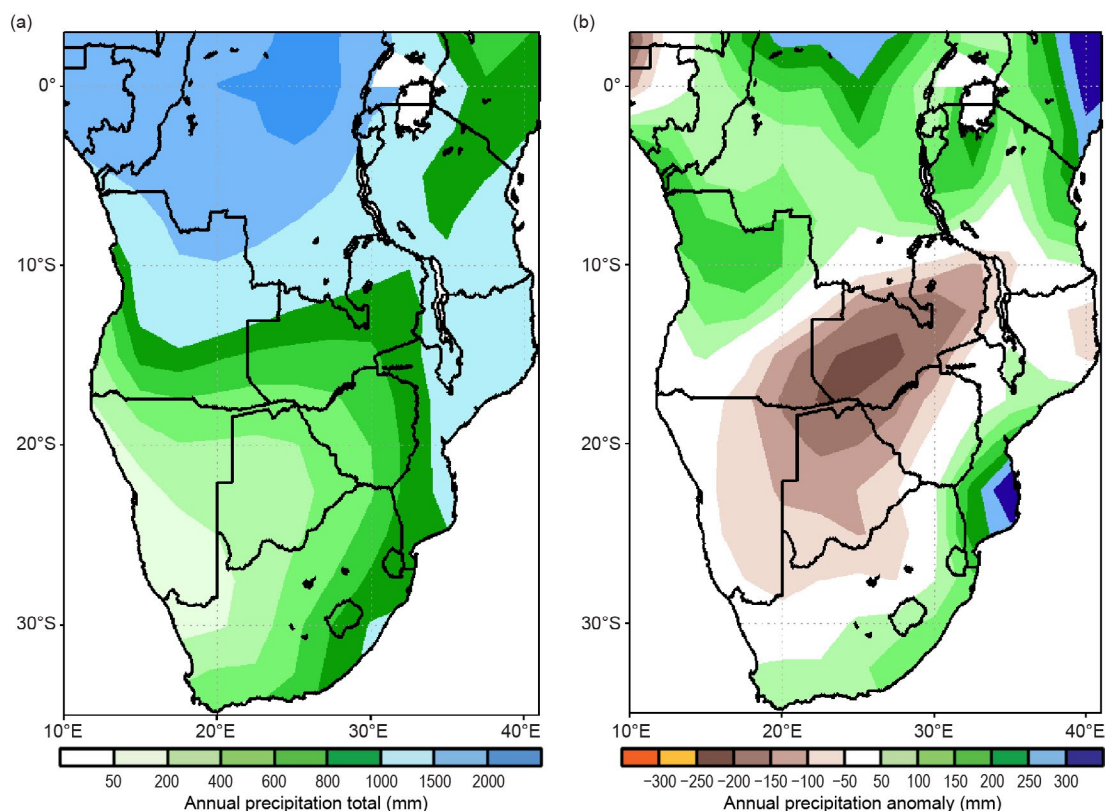 (a)
0°
10°S
20°S
30°S
10°E 20°E 30°E 40°E
50 200 400 600 800 1000 1500 2000
Annual precipitation total (mm)
(b)
0°
10°S
20°S
30°S
10°E 20°E 30°E 40°E
−300 −250 −200 −150 −100 −50 50 100 150 200 250 300
Annual precipitation anomaly (mm)